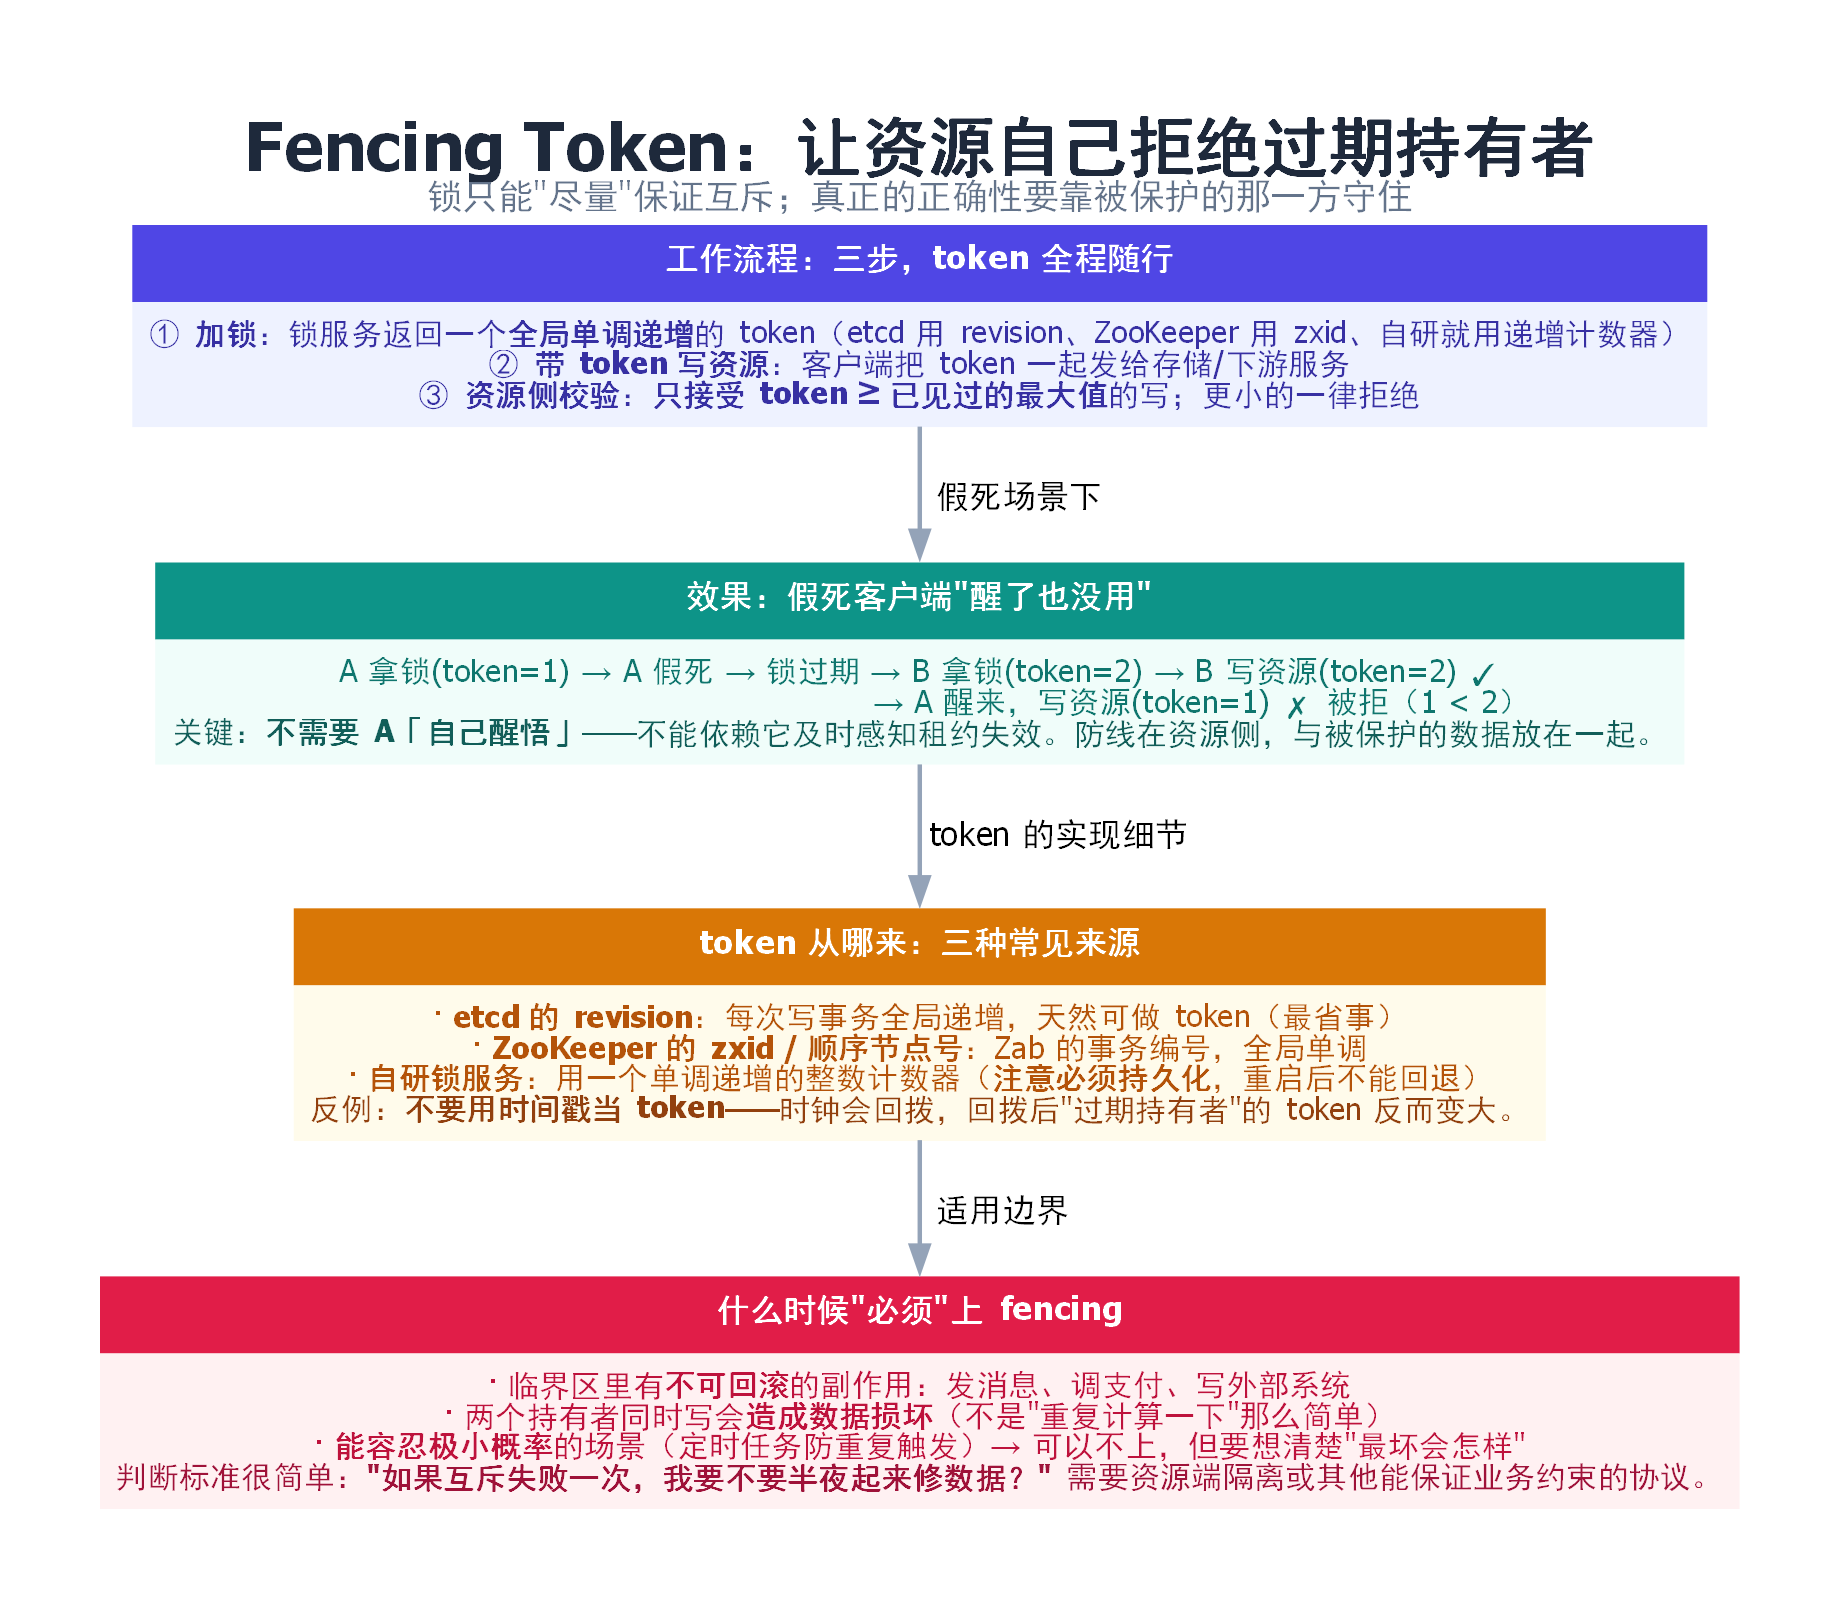 Fencing Token：让资源自己拒绝过期持有者
锁只能"尽量"保证互斥；真正的正确性要靠被保护的那一方守住
工作流程：三步，token 全程随行
① 加锁：锁服务返回一个全局单调递增的 token（etcd 用 revision、ZooKeeper 用 zxid、自研就用递增计数器）
② 带 token 写资源：客户端把 token 一起发给存储/下游服务
③ 资源侧校验：只接受 token ≥ 已见过的最大值的写；更小的一律拒绝
假死场景下
效果：假死客户端"醒了也没用"
A 拿锁(token=1) → A 假死 → 锁过期 → B 拿锁(token=2) → B 写资源(token=2) ✓
→ A 醒来，写资源(token=1) ✗ 被拒（1 < 2）
关键：不需要 A「自己醒悟」——不能依赖它及时感知租约失效。防线在资源侧，与被保护的数据放在一起。
token 的实现细节
token 从哪来：三种常见来源
· etcd 的 revision：每次写事务全局递增，天然可做 token（最省事）
· ZooKeeper 的 zxid / 顺序节点号：Zab 的事务编号，全局单调
· 自研锁服务：用一个单调递增的整数计数器（注意必须持久化，重启后不能回退）
反例：不要用时间戳当 token——时钟会回拨，回拨后"过期持有者"的 token 反而变大。
适用边界
什么时候"必须"上 fencing
· 临界区里有不可回滚的副作用：发消息、调支付、写外部系统
· 两个持有者同时写会造成数据损坏（不是"重复计算一下"那么简单）
· 能容忍极小概率的场景（定时任务防重复触发）→ 可以不上，但要想清楚"最坏会怎样"
判断标准很简单："如果互斥失败一次，我要不要半夜起来修数据？" 需要资源端隔离或其他能保证业务约束的协议。